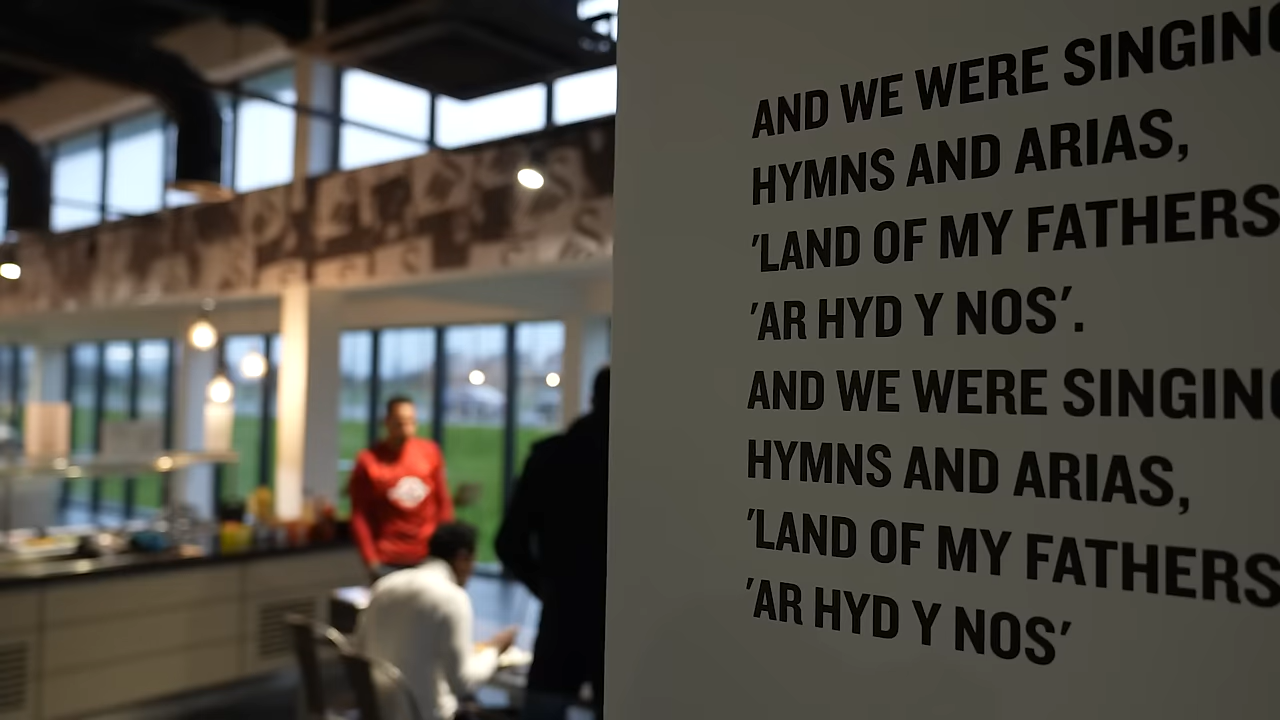 AND WE WERE SINGING
HYMNS AND ARIAS,
'LAND OF MY FATHERS'
'AR HYD Y NOS'.
AND WE WERE SINGING
HYMNS AND ARIAS,
'LAND OF MY FATHERS
'AR HYD Y NOS'